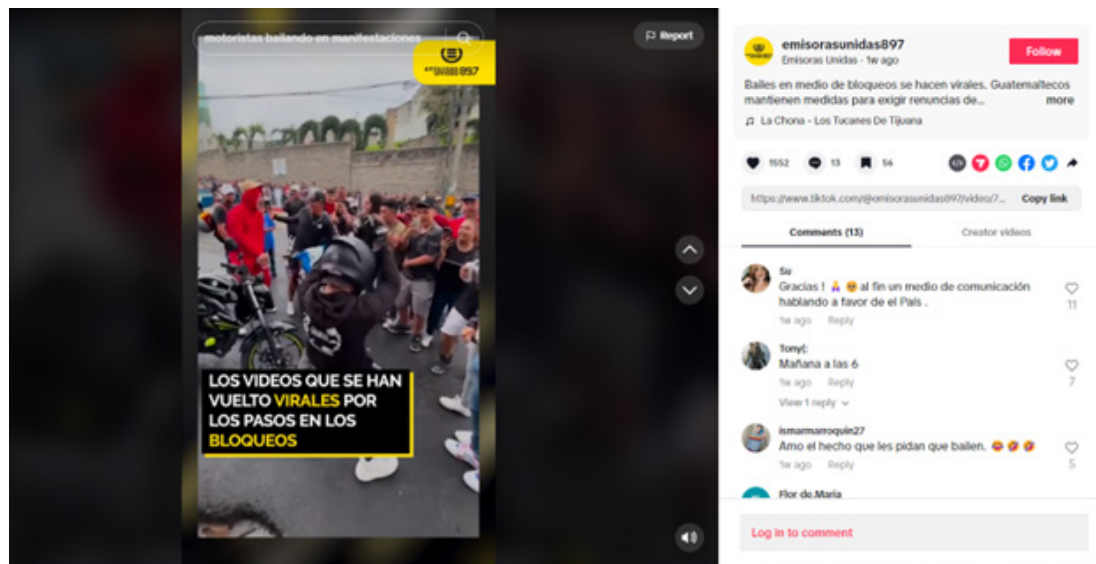 motoristas bailando en manifestaciones
Report
897
LOS VIDEOS QUE SE HAN
VUELTO VIRALES POR
LOS PASOS EN LOS
BLOQUEOS
emisorasunidas897
Emisoras Unidas · 1w ago
Follow
Bailes en medio de bloqueos se hacen virales. Guatemaltecos
mantienen medidas para exigir renuncias de... more
La Chona - Los Tucanes De Tijuana
1552 13 56
https://www.tiktok.com/@emisorasunidas897/video/7... Copy link
Comments (13) Creator videos
Su
Gracias ! 🙏 🥹 al fin un medio de comunicación
hablando a favor de el País .
11
1w ago Reply
Tony(:
Mañana a las 6
7
1w ago Reply
View 1 reply
ismarmarroquin27
Amo el hecho que les pidan que bailen. 😂 🤣 🤣
5
1w ago Reply
Flor de.Maria
Log in to comment